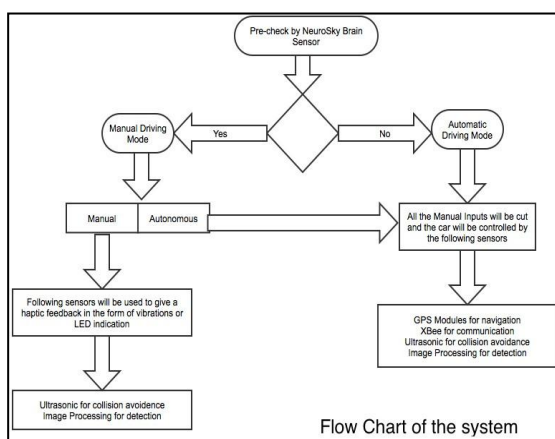 Pre-check by NeuroSky Brain
Sensor
Manual Driving
Mode
Yes
No
Automatic
Driving Mode
Manual
Autonomous
All the Manual Inputs will be cut
and the car will be controlled by
the following sensors
Following sensors will be used to give a
haptic feedback in the form of vibrations or
LED indication
GPS Modules for navigation
XBee for communication
Ultrasonic for collision avoidance
Image Processing for detection
Ultrasonic for collision avoidence
Image Processing for detection
Flow Chart of the system